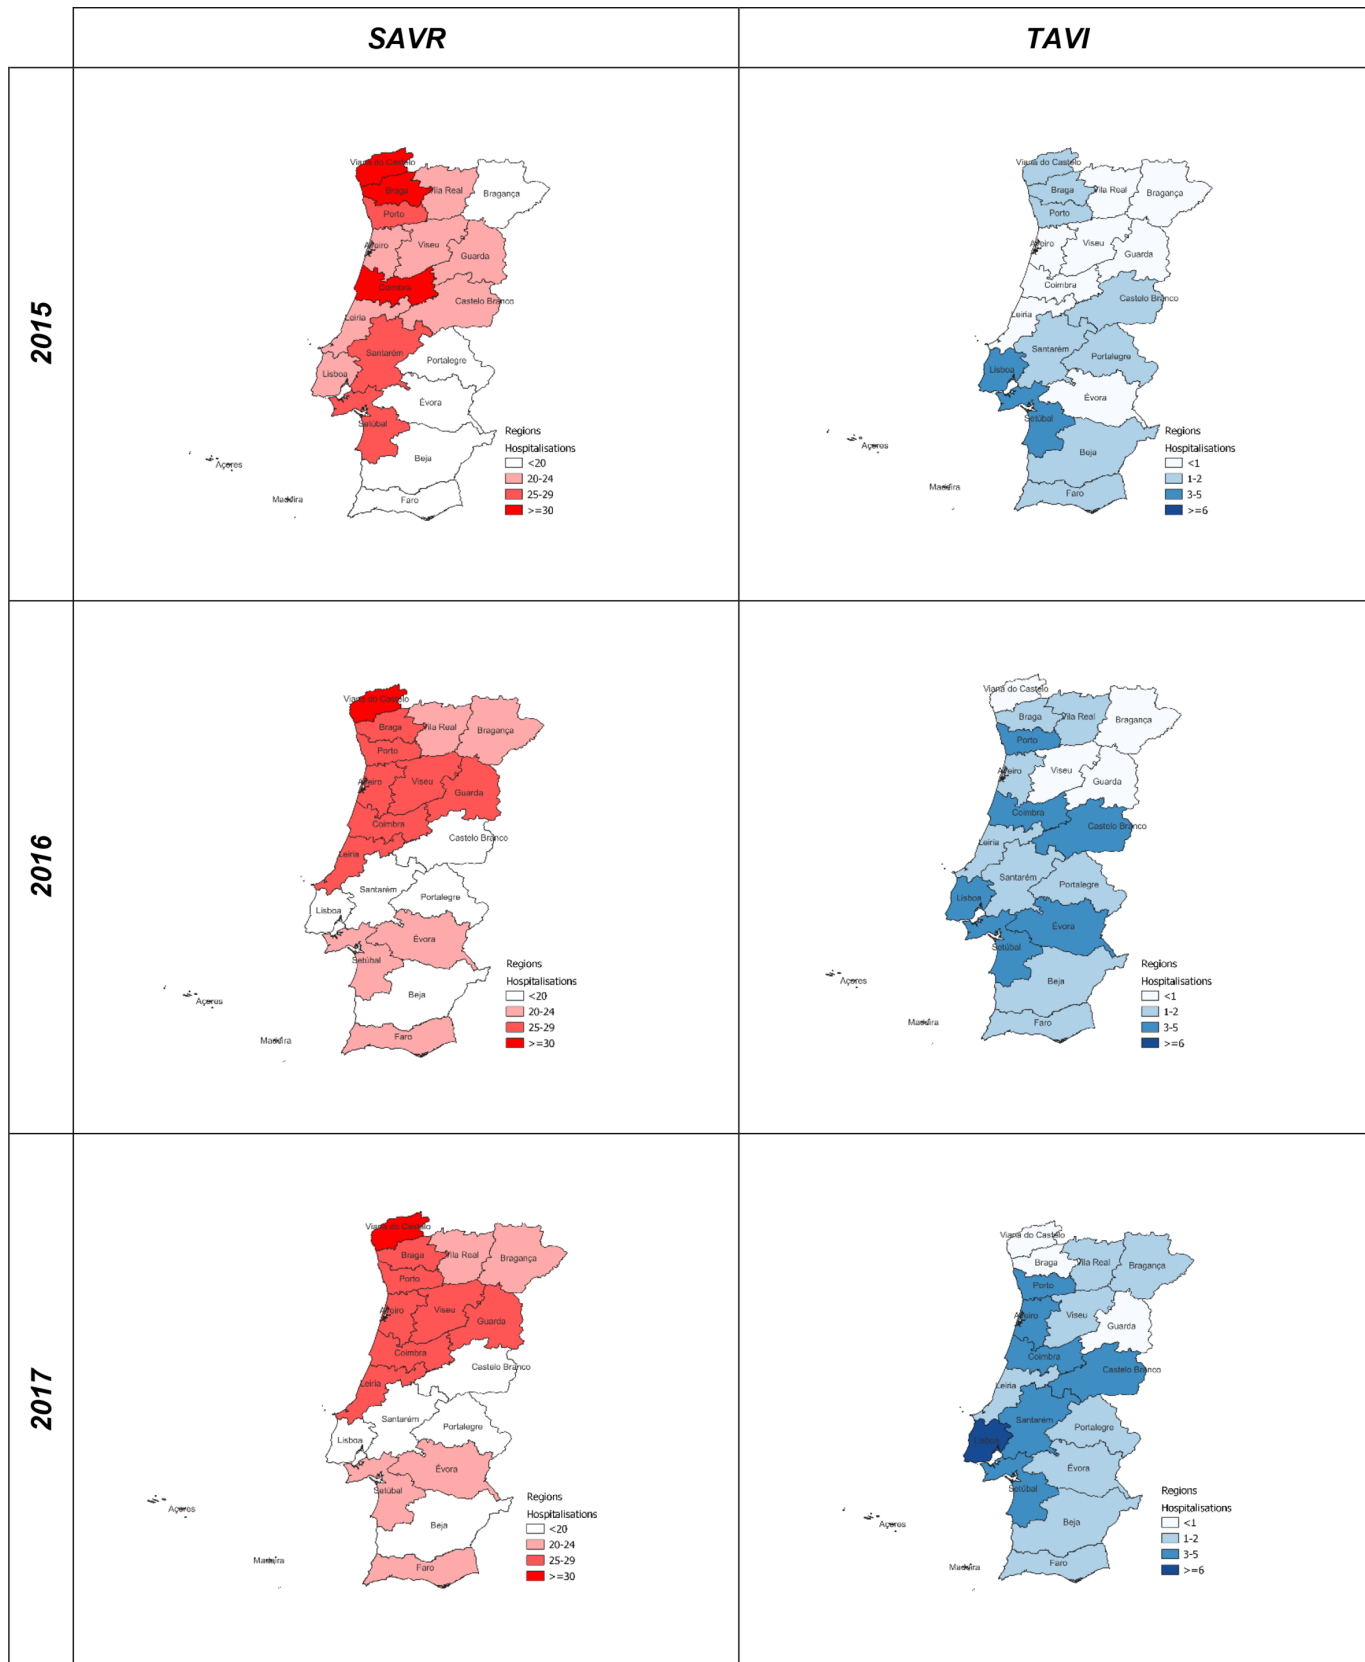 SAVR
TAVI
2015
Viana do Castelo
Braga
Vila Real
Bragança
Porto
Aveiro
Viseu
Guarda
Coimbra
Castelo Branco
Leiria
Santarém
Portalegre
Lisboa
Évora
Setúbal
Beja
Faro
Açores
Madeira
Regions
Hospitalisations
<20
20-24
25-29
>=30
Viana do Castelo
Braga
Vila Real
Bragança
Porto
Aveiro
Viseu
Guarda
Coimbra
Castelo Branco
Leiria
Santarém
Portalegre
Lisboa
Évora
Setúbal
Beja
Faro
Açores
Madeira
Regions
Hospitalisations
<1
1-2
3-5
>=6
2016
Viana do Castelo
Braga
Vila Real
Bragança
Porto
Aveiro
Viseu
Guarda
Coimbra
Castelo Branco
Leiria
Santarém
Portalegre
Lisboa
Évora
Setúbal
Beja
Faro
Açores
Madeira
Regions
Hospitalisations
<20
20-24
25-29
>=30
Viana do Castelo
Braga
Vila Real
Bragança
Porto
Aveiro
Viseu
Guarda
Coimbra
Castelo Branco
Leiria
Santarém
Portalegre
Lisboa
Évora
Setúbal
Beja
Faro
Açores
Madeira
Regions
Hospitalisations
<1
1-2
3-5
>=6
2017
Viana do Castelo
Braga
Vila Real
Bragança
Porto
Aveiro
Viseu
Guarda
Coimbra
Castelo Branco
Leiria
Santarém
Portalegre
Lisboa
Évora
Setúbal
Beja
Faro
Açores
Madeira
Regions
Hospitalisations
<20
20-24
25-29
>=30
Viana do Castelo
Braga
Vila Real
Bragança
Porto
Aveiro
Viseu
Guarda
Coimbra
Castelo Branco
Leiria
Santarém
Portalegre
Lisboa
Évora
Setúbal
Beja
Faro
Açores
Madeira
Regions
Hospitalisations
<1
1-2
3-5
>=6